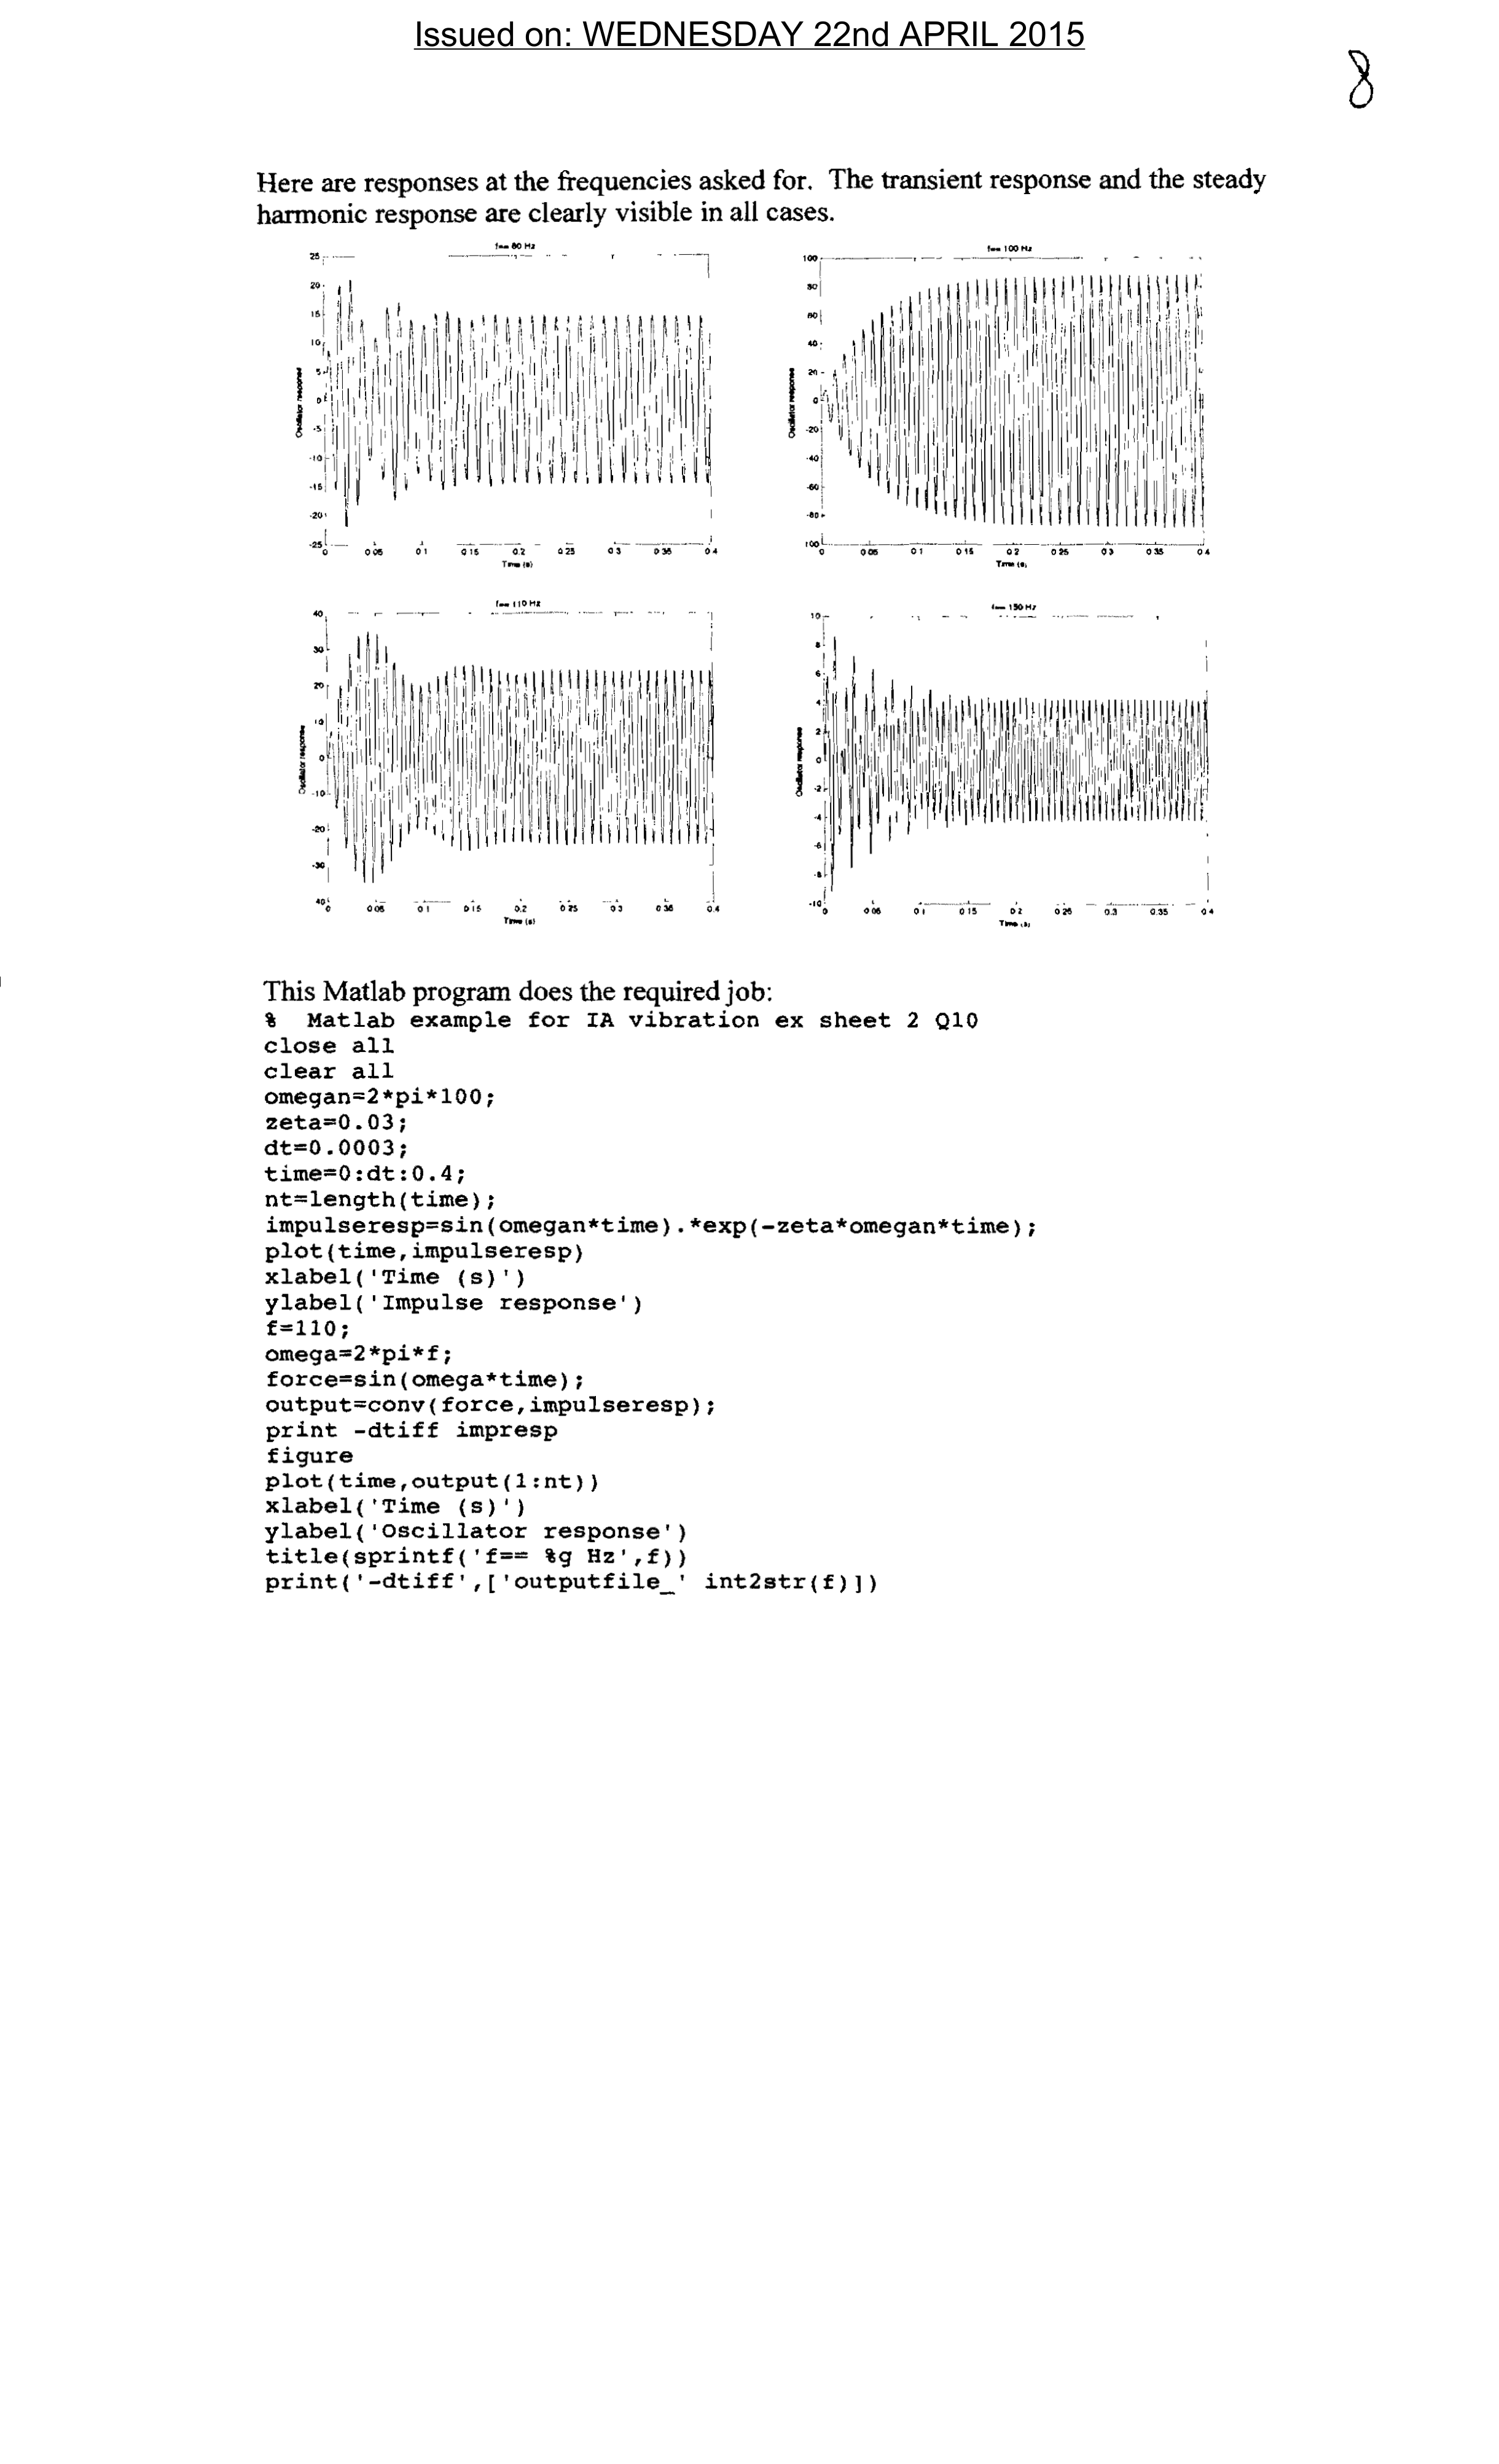 Issued on: WEDNESDAY 22nd APRIL 2015
8
Here are responses at the frequencies asked for. The transient response and the steady
harmonic response are clearly visible in all cases.
f== 80 Hz
25
20
15
10
5
0
-5
-10
-15
-20
-25
Oscillator response
0 0.05 0.1 0.15 0.2 0.25 0.3 0.35 0.4
Time (s)
f== 100 Hz
100
80
60
40
20
0
-20
-40
-60
-80
100
Oscillator response
0 0.05 0.1 0.15 0.2 0.25 0.3 0.35 0.4
Time (s)
f== 110 Hz
40
30
20
10
0
-10
-20
-30
40
Oscillator response
0 0.05 0.1 0.15 0.2 0.25 0.3 0.35 0.4
Time (s)
f== 150 Hz
10
8
6
4
2
0
-2
-4
-6
-8
-10
Oscillator response
0 0.05 0.1 0.15 0.2 0.25 0.3 0.35 0.4
Time (s)
This Matlab program does the required job:
%  Matlab example for IA vibration ex sheet 2 Q10
close all
clear all
omegan=2*pi*100;
zeta=0.03;
dt=0.0003;
time=0:dt:0.4;
nt=length(time);
impulseresp=sin(omegan*time).*exp(-zeta*omegan*time);
plot(time,impulseresp)
xlabel('Time (s)')
ylabel('Impulse response')
f=110;
omega=2*pi*f;
force=sin(omega*time);
output=conv(force,impulseresp);
print -dtiff impresp
figure
plot(time,output(1:nt))
xlabel('Time (s)')
ylabel('Oscillator response')
title(sprintf('f== %g Hz',f))
print('-dtiff',['outputfile_' int2str(f)])